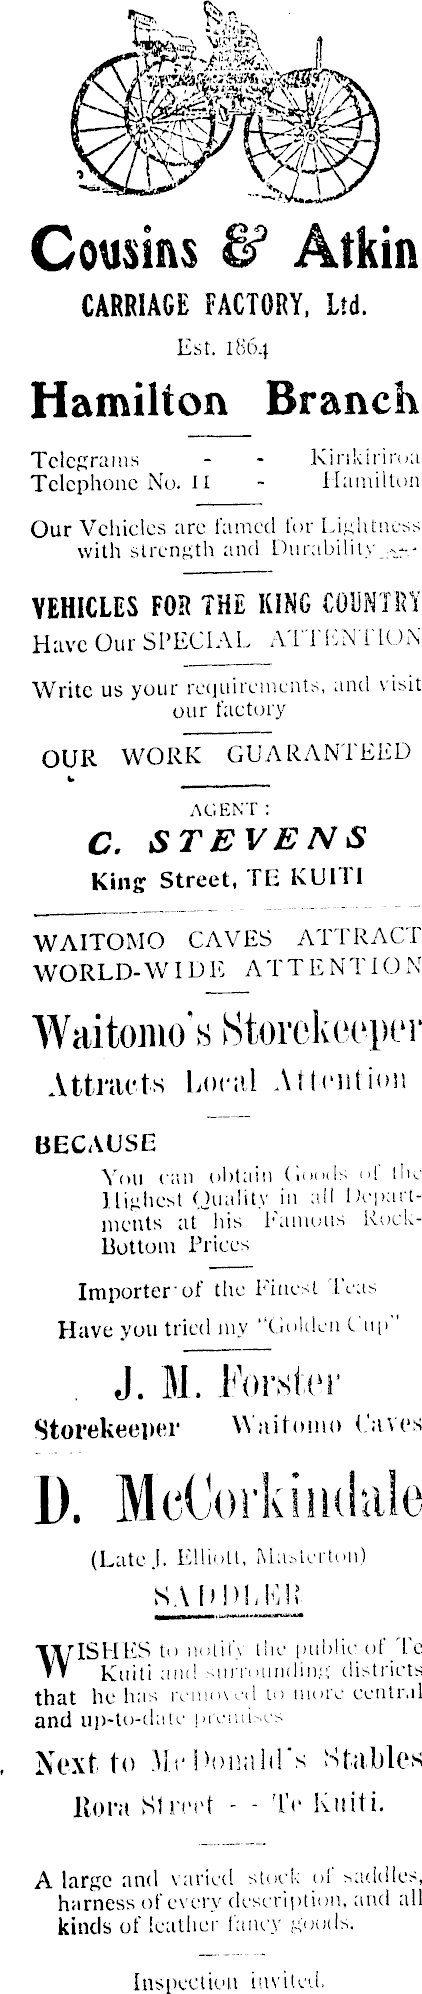 Cousins & Atkin
CARRIAGE FACTORY, Ltd.
Est. 1864
Hamilton Branch
Telegrams - - Kirikiriroa
Telephone No. 11 - Hamilton
Our Vehicles are famed for Lightness
with strength and Durability
VEHICLES FOR THE KING COUNTRY
Have Our SPECIAL ATTENTION
Write us your requirements, and visit
our factory
OUR WORK GUARANTEED
AGENT:
C. STEVENS
King Street, TE KUITI
WAITOMO CAVES ATTRACT
WORLD-WIDE ATTENTION
Waitomo's Storekeeper
Attracts Local Attention
BECAUSE
You can obtain Goods of the
Highest Quality in all Depart-
ments at his Famous Rock-
Bottom Prices
Importer of the Finest Teas
Have you tried my "Golden Cup"
J. M. Forster
Storekeeper Waitomo Caves
D. McCorkindale
(Late J. Elliott, Masterton)
SADDLER
WISHES to notify the public of Te
Kuiti and surrounding districts
that he has removed to more central
and up-to-date premises
Next to McDonald's Stables
Rora Street - - Te Kuiti.
A large and varied stock of saddles,
harness of every description, and all
kinds of leather fancy goods.
Inspection invited.